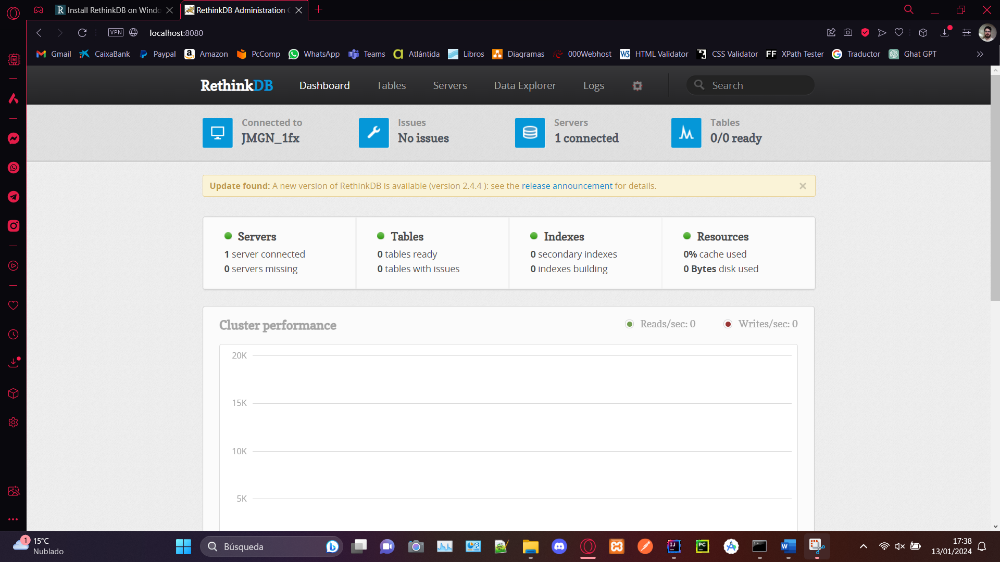 Install RethinkDB on Windo
RethinkDB Administration C
VPN
localhost:8080
Gmail
CaixaBank
Paypal
Amazon
PcComp
WhatsApp
Teams
Atlántida
Libros
Diagramas
000Webhost
HTML Validator
CSS Validator
XPath Tester
Traductor
Ghat GPT
RethinkDB
Dashboard
Tables
Servers
Data Explorer
Logs
Search
Connected to
JMGN_1fx
Issues
No issues
Servers
1 connected
Tables
0/0 ready
Update found: A new version of RethinkDB is available (version 2.4.4 ): see the release announcement for details.
Servers
1 server connected
0 servers missing
Tables
0 tables ready
0 tables with issues
Indexes
0 secondary indexes
0 indexes building
Resources
0% cache used
0 Bytes disk used
Cluster performance
Reads/sec: 0
Writes/sec: 0
20K
15K
10K
5K
1
15°C
Nublado
Búsqueda
17:38
13/01/2024